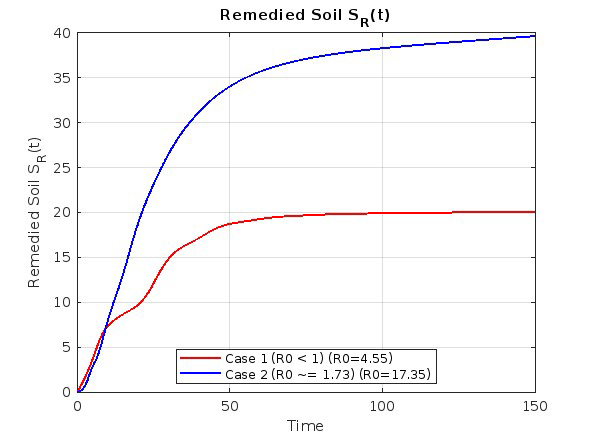 Remedied Soil S_R(t)
40
35
30
25
20
15
10
5
0
Remedied Soil S_R(t)
Case 1 (R0 < 1) (R0=4.55)
Case 2 (R0 ~= 1.73) (R0=17.35)
0 50 100 150
Time